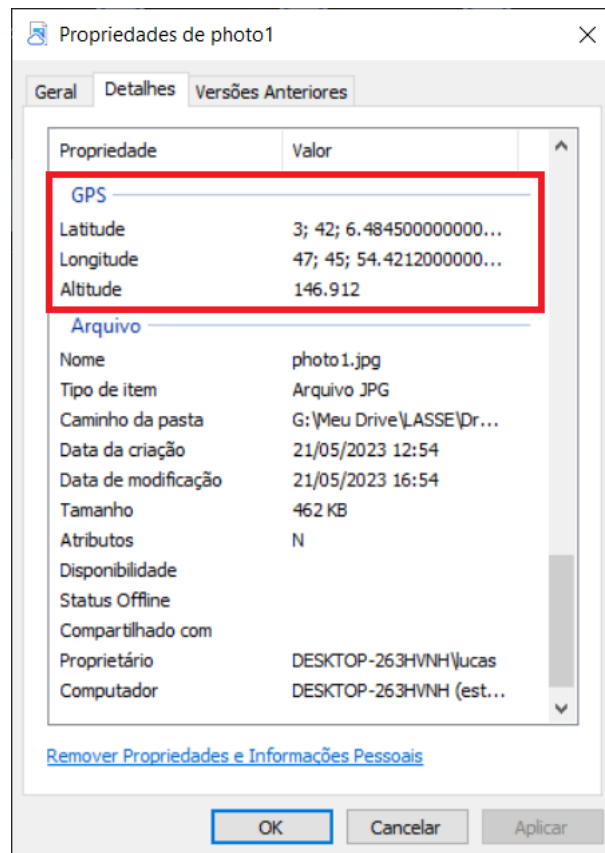 Propriedades de photo1
Geral Detalhes Versões Anteriores
Propriedade Valor
GPS
Latitude 3; 42; 6.484500000000...
Longitude 47; 45; 54.4212000000...
Altitude 146.912
Arquivo
Nome photo1.jpg
Tipo de item Arquivo JPG
Caminho da pasta G:\Meu Drive\LASSE\Dr...
Data da criação 21/05/2023 12:54
Data de modificação 21/05/2023 16:54
Tamanho 462 KB
Atributos N
Disponibilidade
Status Offline
Compartilhado com
Proprietário DESKTOP-263HVNH\lucas
Computador DESKTOP-263HVNH (est...
Remover Propriedades e Informações Pessoais
OK Cancelar Aplicar